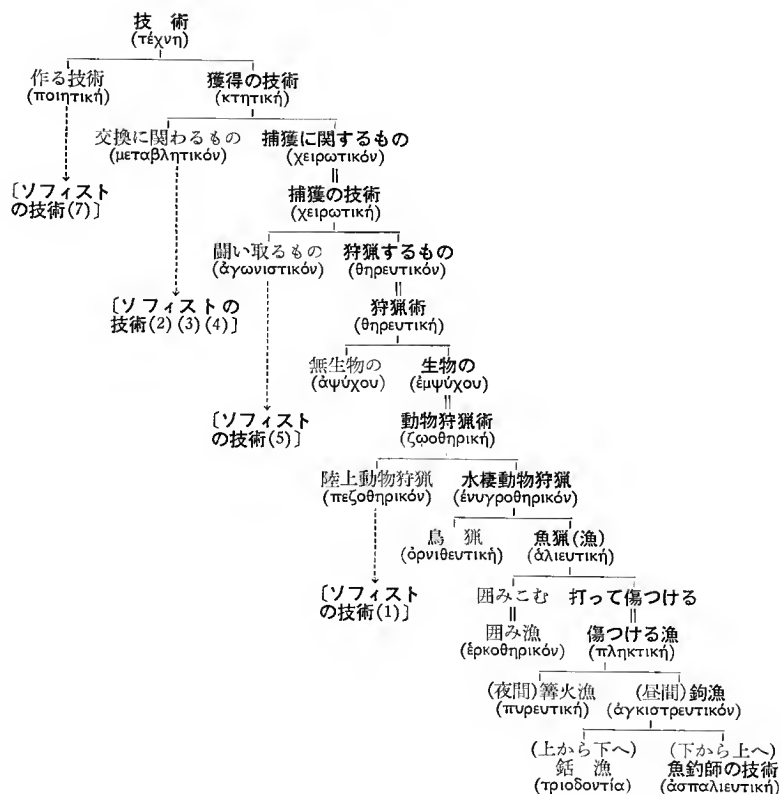 技 術
(τέχνη)
作る技術
(ποιητική)
獲得の技術
(κτητική)
交換に関わるもの
(μεταβλητικόν)
捕獲に関するもの
(χειρωτικόν)
〔ソフィスト
の技術(7)〕
捕獲の技術
(χειρωτική)
闘い取るもの
(ἀγωνιστικόν)
狩猟するもの
(θηρευτικόν)
〔ソフィストの
技術(2)(3)(4)〕
狩猟術
(θηρευτική)
無生物の
(ἀψύχου)
生物の
(ἐμψύχου)
〔ソフィスト
の技術(5)〕
動物狩猟術
(ζῳοθηρική)
陸上動物狩猟
(πεζοθηρικόν)
水棲動物狩猟
(ἐνυγροθηρικόν)
鳥 猟
(ὀρνιθευτική)
魚猟(漁)
(ἁλιευτική)
〔ソフィスト
の技術(1)〕
囲みこむ
打って傷つける
囲み漁
(ἑρκοθηρικόν)
傷つける漁
(πληκτική)
(夜間)篝火漁
(πυρευτική)
(昼間)鉤漁
(ἀγκιστρευτικόν)
(上から下へ)
銛 漁
(τριοδοντία)
(下から上へ)
魚釣師の技術
(ἀσπαλιευτική)